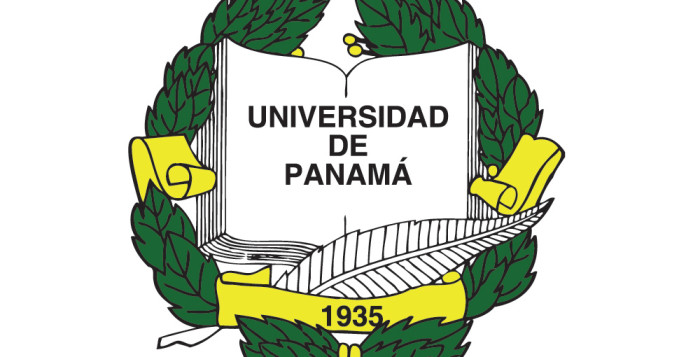 UNIVERSIDAD
DE
PANAMÁ
1935